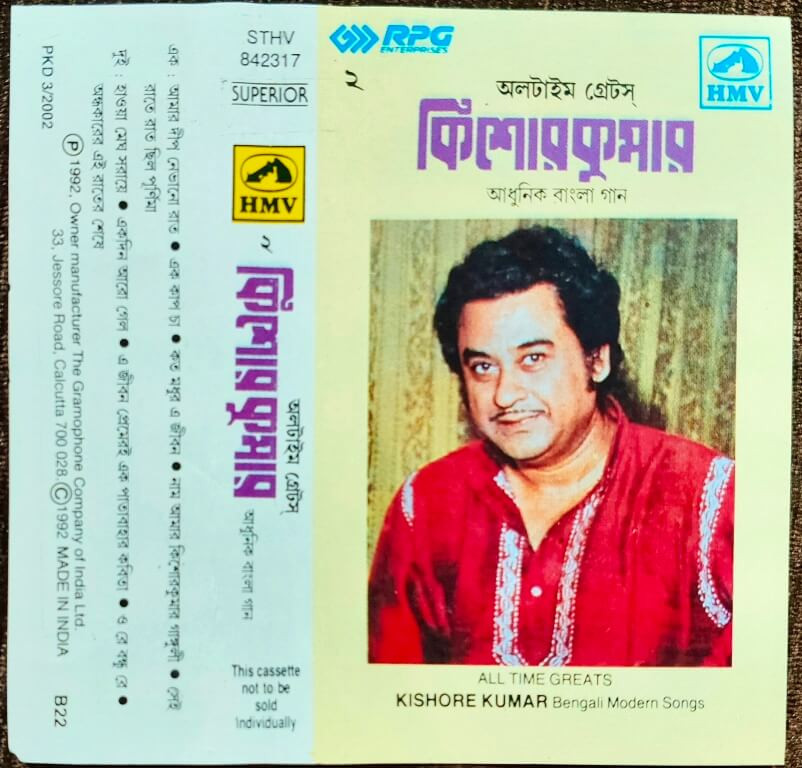 RPG
ENTERPRISES
HMV
২
অলটাইম গ্রেটস্
কিশোরকুমার
আধুনিক বাংলা গান
ALL TIME GREATS
KISHORE KUMAR Bengali Modern Songs
STHV
842317
SUPERIOR
HMV
২
কিশোরকুমার
অলটাইম গ্রেটস্
আধুনিক বাংলা গান
This cassette
not to be
sold
Individually
এক : আমার দীপ নেভানো রাত • এক কাপ চা • কত মধুর এ জীবন • নাম আমার কিশোরকুমার গাঙ্গুলী • সেই
রাতে রাত ছিল পূর্ণিমা
দুই : হাওয়া মেঘ সরায়ে • একদিন আরো গেল • এ জীবন প্রেমেরই এক পাতাবাহার কবিতা • ও রে বন্ধু রে •
অন্ধকারের এই রাতের শেষে
Ⓟ 1992, Owner manufacturer The Gramophone Company of India Ltd.
33, Jessore Road, Calcutta 700 028. Ⓒ 1992 MADE IN INDIA
PKD 3/2002
B22